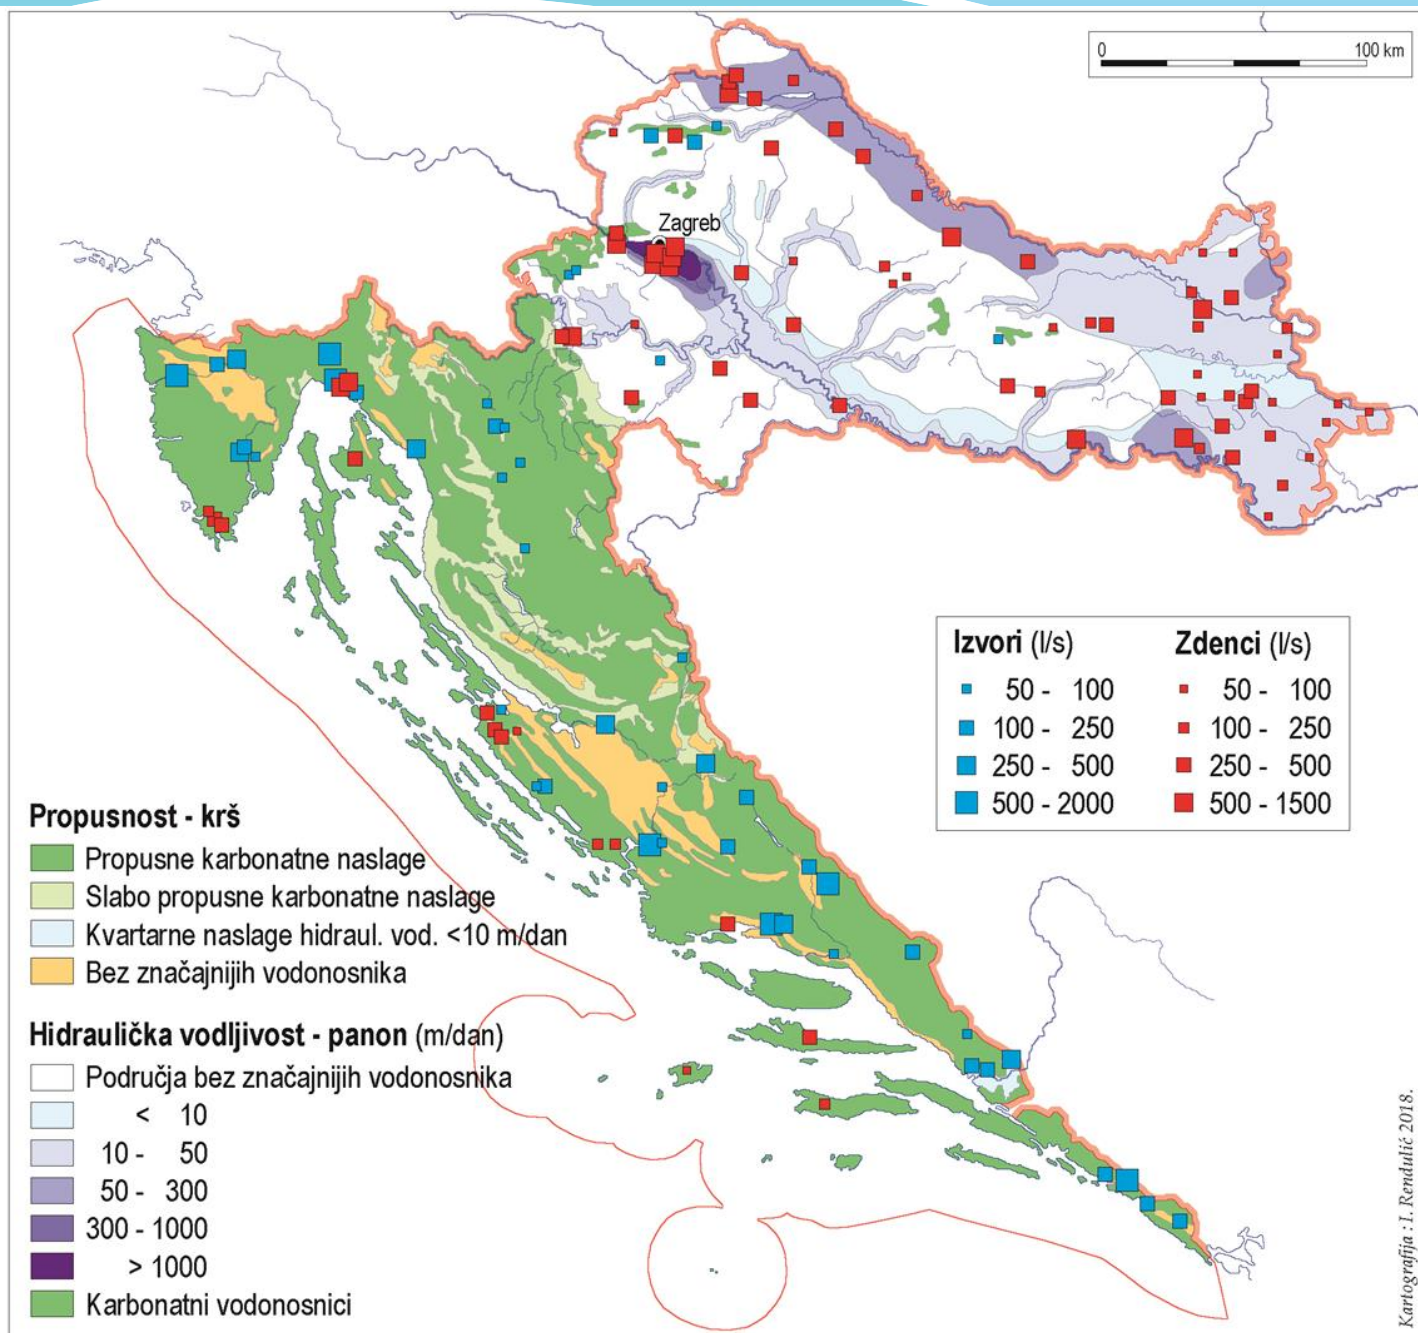 0 100 km
Zagreb
Izvori (l/s) Zdenci (l/s)
50 - 100 50 - 100
100 - 250 100 - 250
250 - 500 250 - 500
500 - 2000 500 - 1500
Propusnost - krš
Propusne karbonatne naslage
Slabo propusne karbonatne naslage
Kvartarne naslage hidraul. vod. <10 m/dan
Bez značajnijih vodonosnika
Hidraulička vodljivost - panon (m/dan)
Područja bez značajnijih vodonosnika
< 10
10 - 50
50 - 300
300 - 1000
> 1000
Karbonatni vodonosnici
Kartografija : I. Rendulić 2018.